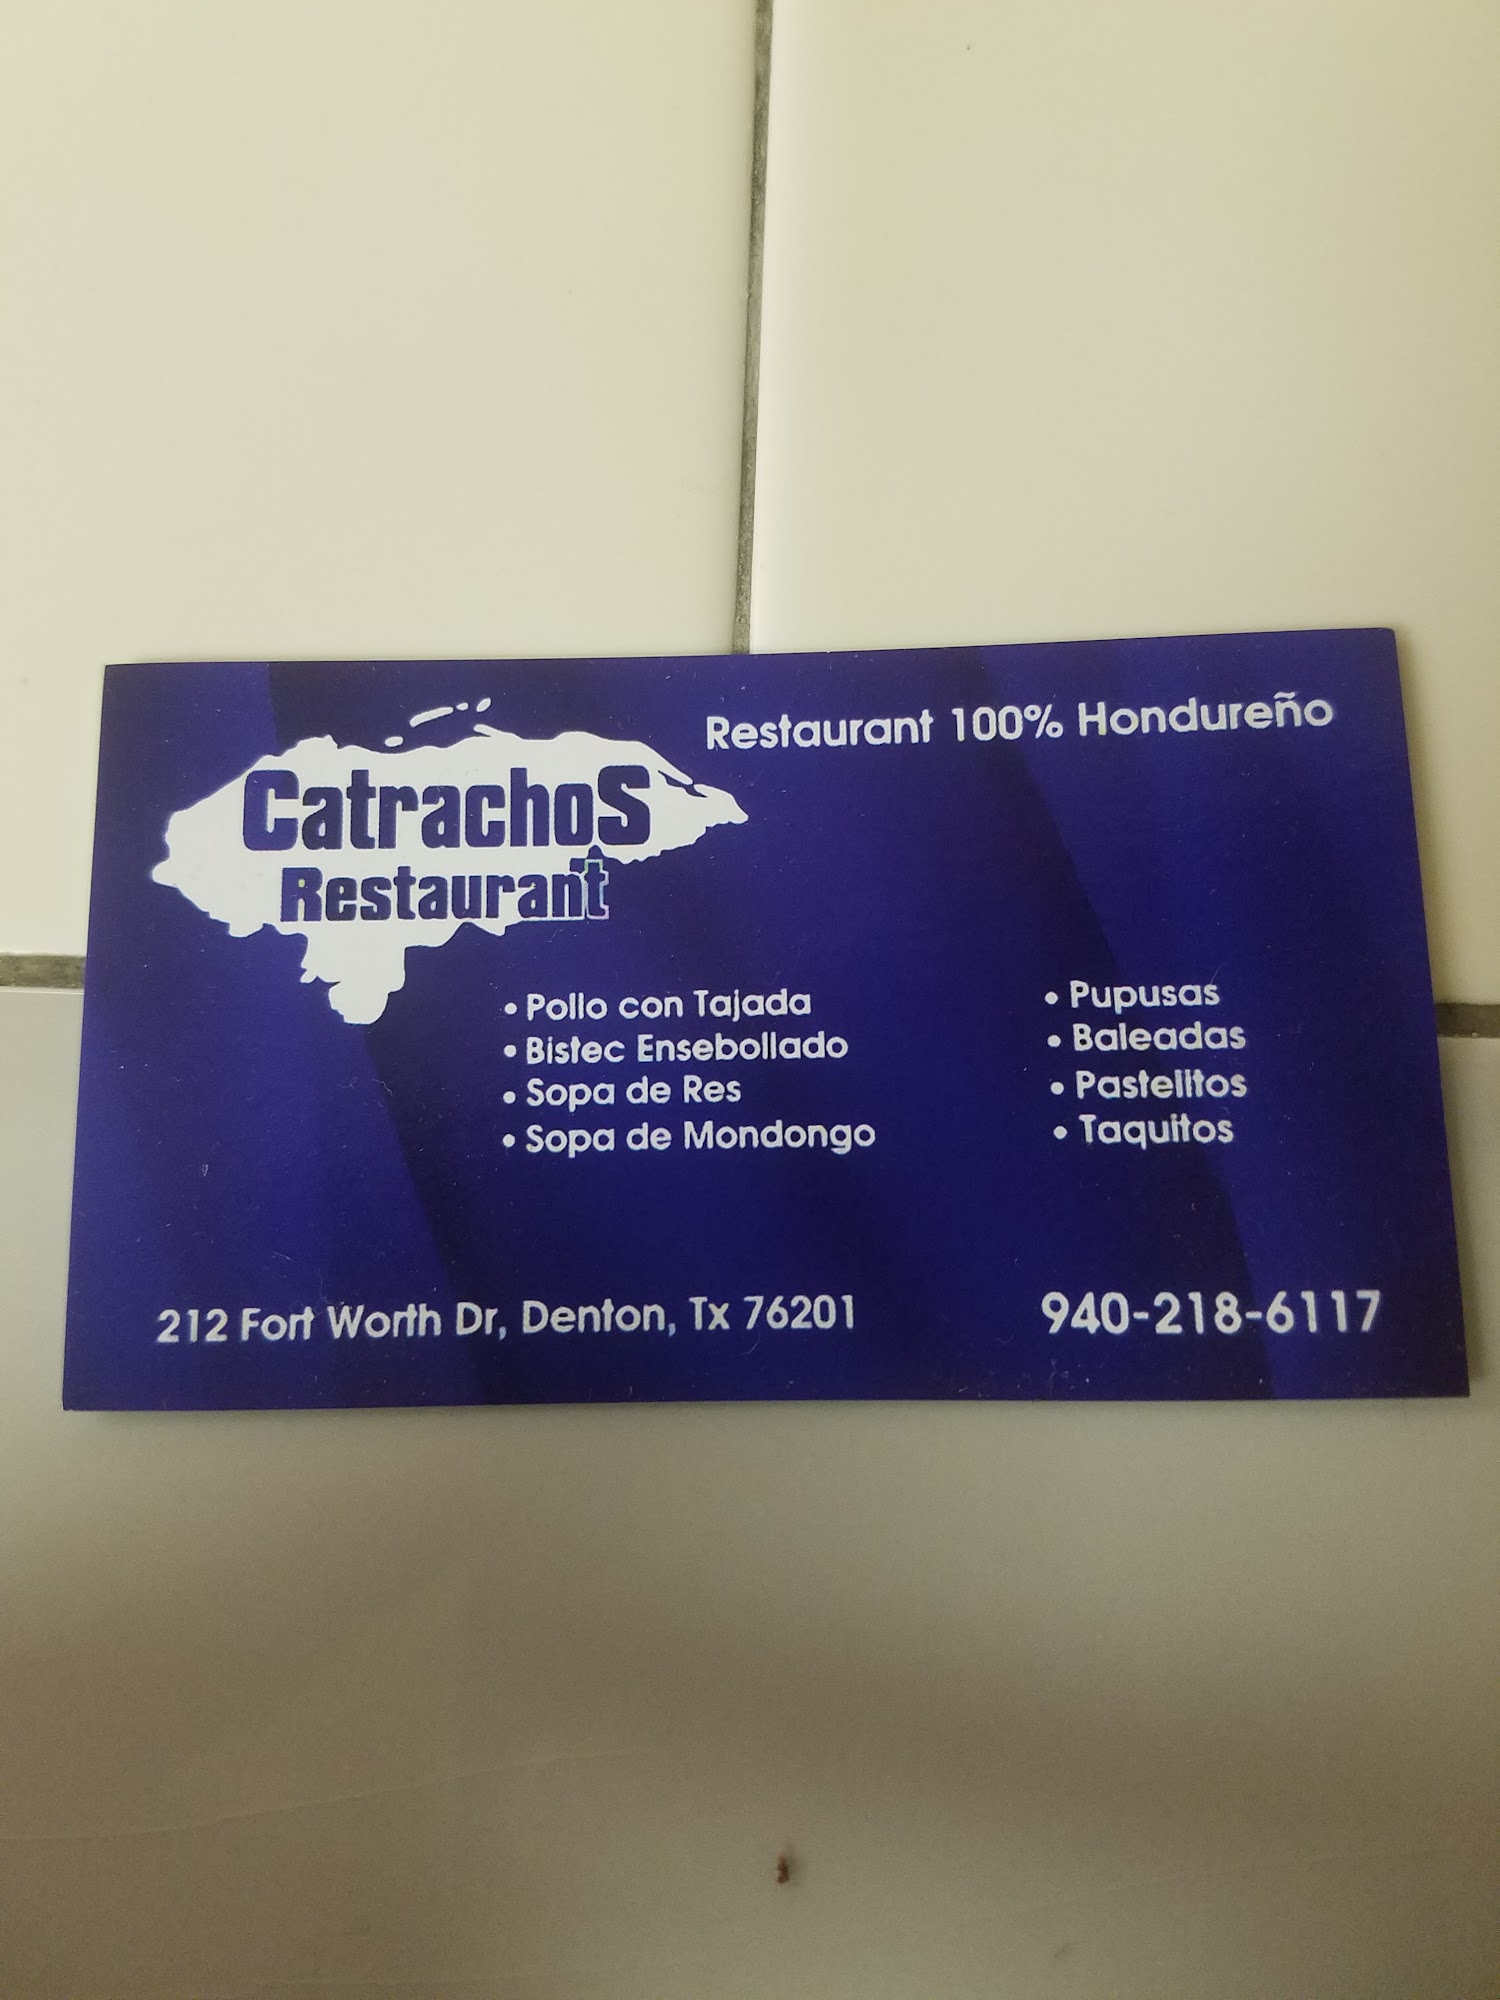 Restaurant 100% Hondureño
CatrachoS
Restaurant
• Pollo con Tajada
• Bistec Ensebollado
• Sopa de Res
• Sopa de Mondongo
• Pupusas
• Baleadas
• Pastelitos
• Taquitos
212 Fort Worth Dr, Denton, Tx 76201
940-218-6117